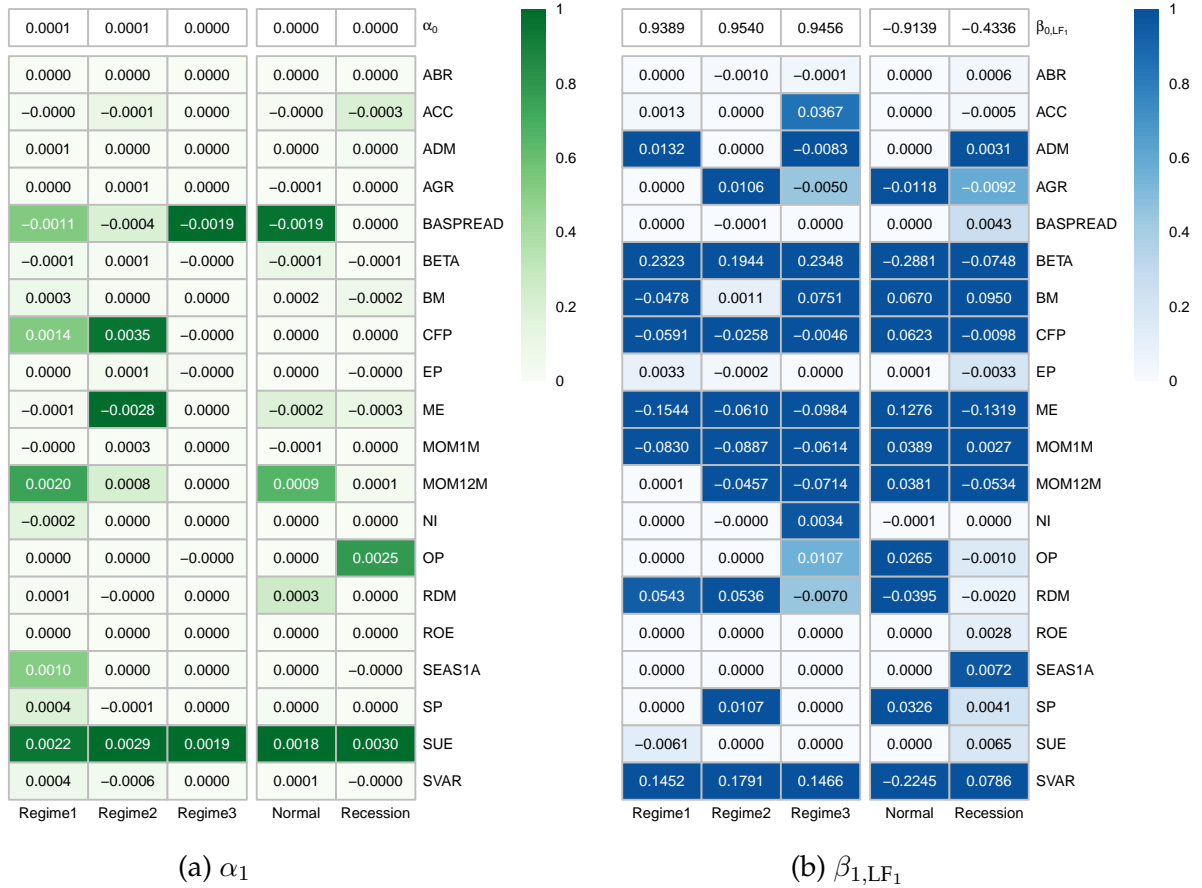 0.0001 0.0001 0.0000 0.0000 0.0000 α0
0.0000 0.0000 0.0000 0.0000 0.0000 ABR
−0.0000 −0.0001 0.0000 −0.0000 −0.0003 ACC
0.0001 0.0000 0.0000 0.0000 0.0000 ADM
0.0000 0.0001 0.0000 −0.0001 0.0000 AGR
−0.0011 −0.0004 −0.0019 −0.0019 0.0000 BASPREAD
−0.0001 0.0001 −0.0000 −0.0001 −0.0001 BETA
0.0003 0.0000 0.0000 0.0002 −0.0002 BM
0.0014 0.0035 −0.0000 0.0000 −0.0000 CFP
0.0000 0.0001 −0.0000 0.0000 −0.0000 EP
−0.0001 −0.0028 0.0000 −0.0002 −0.0003 ME
−0.0000 0.0003 −0.0000 −0.0001 0.0000 MOM1M
0.0020 0.0008 0.0000 0.0009 0.0001 MOM12M
−0.0002 0.0000 0.0000 0.0000 0.0000 NI
0.0000 0.0000 −0.0000 0.0000 0.0025 OP
0.0001 −0.0000 0.0000 0.0003 0.0000 RDM
0.0000 0.0000 0.0000 0.0000 0.0000 ROE
0.0010 0.0000 0.0000 0.0000 −0.0000 SEAS1A
0.0004 −0.0001 0.0000 0.0000 0.0000 SP
0.0022 0.0029 0.0019 0.0018 0.0030 SUE
0.0004 −0.0006 0.0000 0.0001 −0.0000 SVAR
Regime1 Regime2 Regime3 Normal Recession
1
0.8
0.6
0.4
0.2
0
(a) α1
0.9389 0.9540 0.9456 −0.9139 −0.4336 β0,LF1
0.0000 −0.0010 −0.0001 0.0000 0.0006 ABR
0.0013 0.0000 0.0367 0.0000 −0.0005 ACC
0.0132 0.0000 −0.0083 0.0000 0.0031 ADM
0.0000 0.0106 −0.0050 −0.0118 −0.0092 AGR
0.0000 −0.0001 0.0000 0.0000 0.0043 BASPREAD
0.2323 0.1944 0.2348 −0.2881 −0.0748 BETA
−0.0478 0.0011 0.0751 0.0670 0.0950 BM
−0.0591 −0.0258 −0.0046 0.0623 −0.0098 CFP
0.0033 −0.0002 0.0000 0.0001 −0.0033 EP
−0.1544 −0.0610 −0.0984 0.1276 −0.1319 ME
−0.0830 −0.0887 −0.0614 0.0389 0.0027 MOM1M
0.0001 −0.0457 −0.0714 0.0381 −0.0534 MOM12M
0.0000 −0.0000 0.0034 −0.0001 0.0000 NI
0.0000 0.0000 0.0107 0.0265 −0.0010 OP
0.0543 0.0536 −0.0070 −0.0395 −0.0020 RDM
0.0000 0.0000 0.0000 0.0000 0.0028 ROE
0.0000 0.0000 0.0000 0.0000 0.0072 SEAS1A
0.0000 0.0107 0.0000 0.0326 0.0041 SP
−0.0061 0.0000 0.0000 0.0000 0.0065 SUE
0.1452 0.1791 0.1466 −0.2245 0.0786 SVAR
Regime1 Regime2 Regime3 Normal Recession
1
0.8
0.6
0.4
0.2
0
(b) β1,LF1